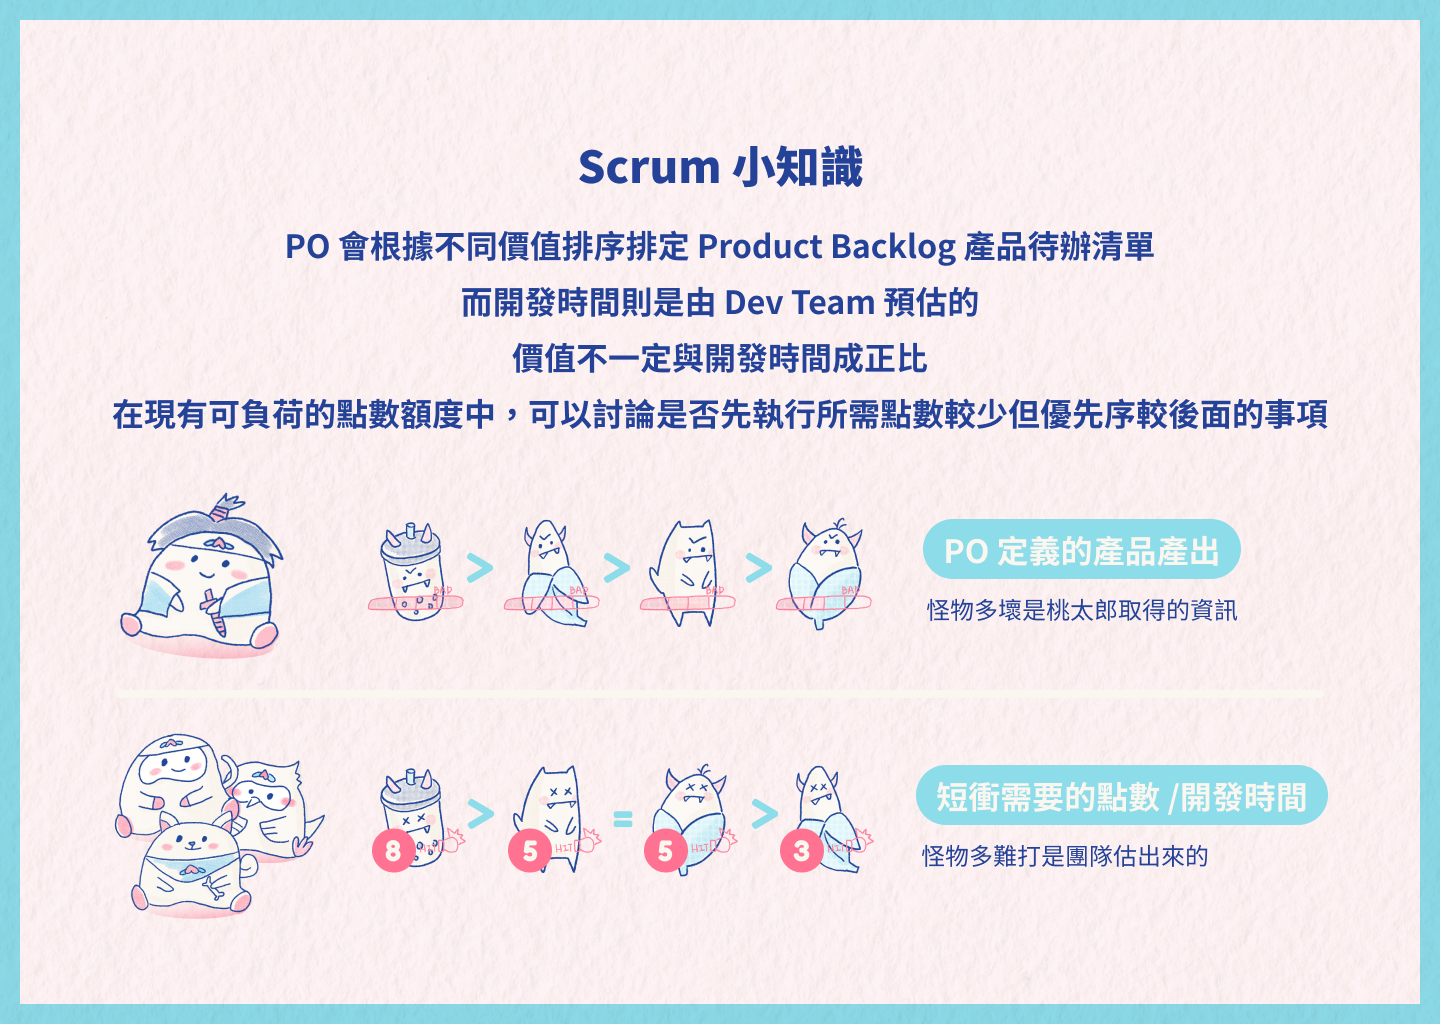 Scrum 小知識
PO 會根據不同價值排序排定 Product Backlog 產品待辦清單
而開發時間則是由 Dev Team 預估的
價值不一定與開發時間成正比
在現有可負荷的點數額度中，可以討論是否先執行所需點數較少但優先序較後面的事項
> > >
BAD BAD BAD BAD
PO 定義的產品產出
怪物多壞是桃太郎取得的資訊
> = >
8 HIT 5 HIT 5 HIT 3 HIT
短衝需要的點數 /開發時間
怪物多難打是團隊估出來的